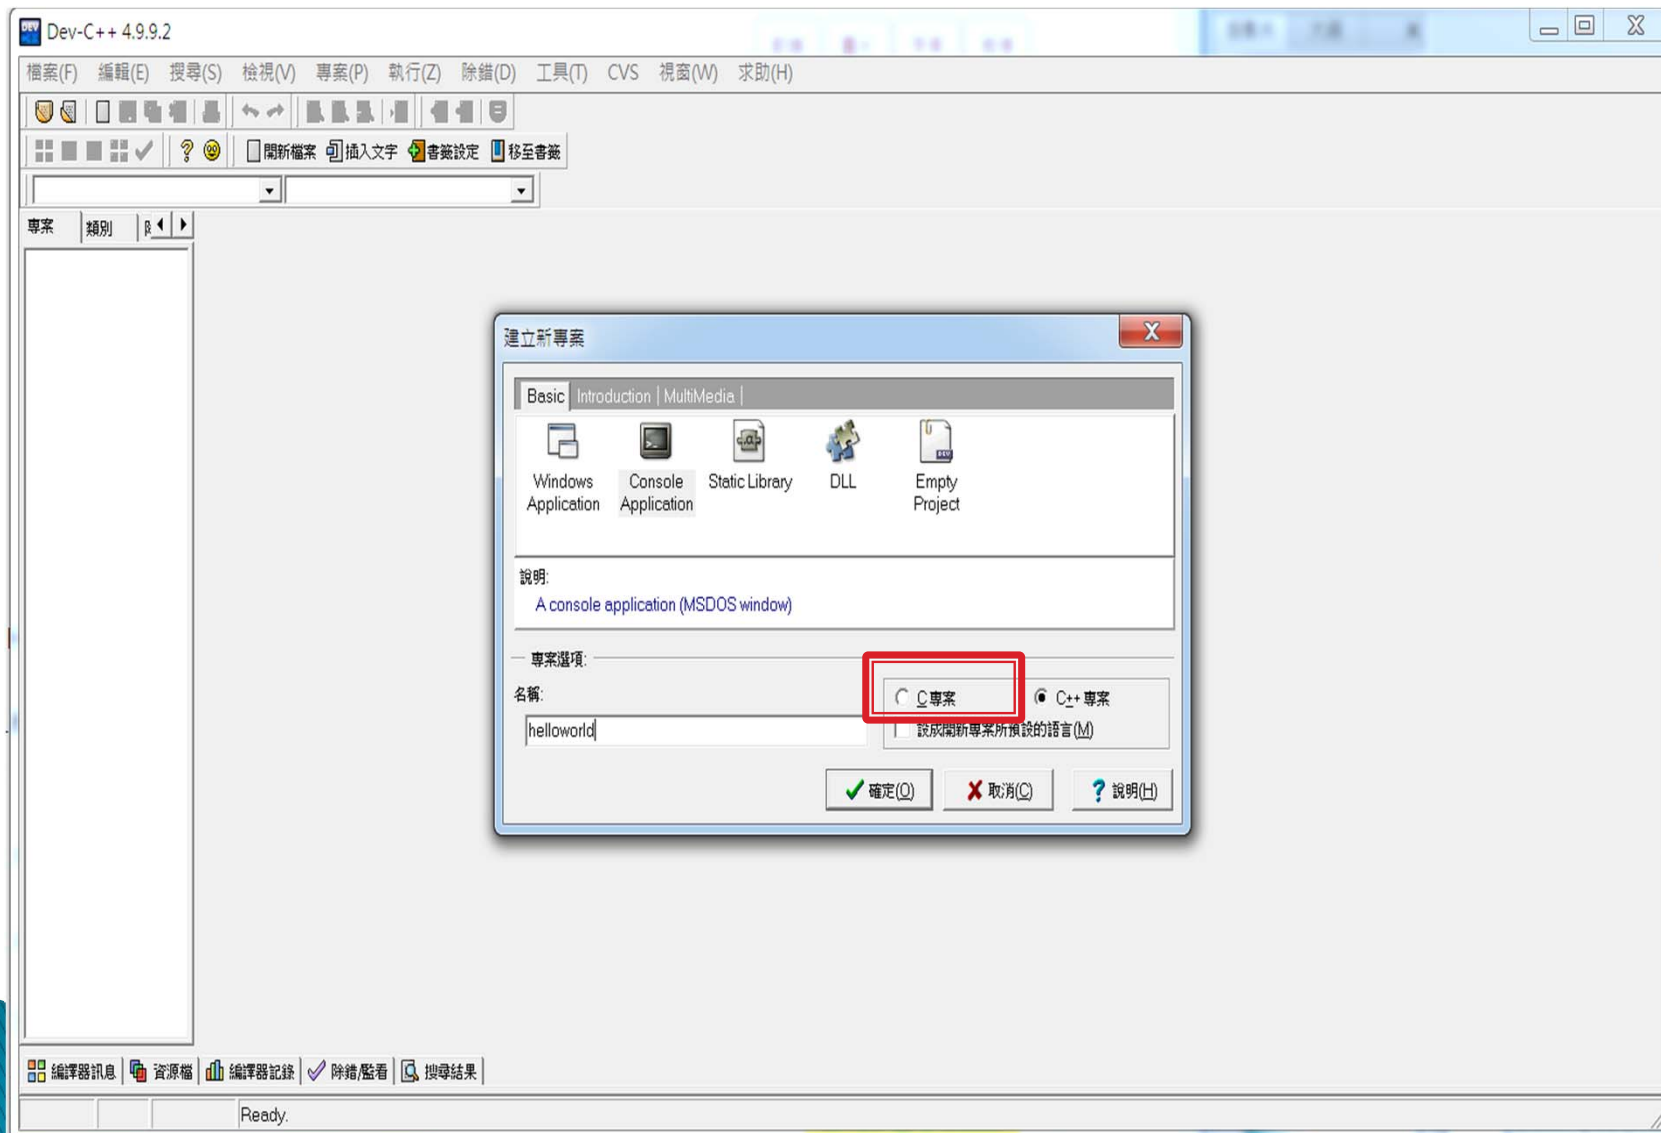 Dev-C++ 4.9.9.2
檔案(F) 編輯(E) 搜尋(S) 檢視(V) 專案(P) 執行(Z) 除錯(D) 工具(T) CVS 視窗(W) 求助(H)
開新檔案 插入文字 書籤設定 移至書籤
專案 類別
建立新專案
Basic Introduction MultiMedia
Windows Application
Console Application
Static Library
DLL
Empty Project
說明:
A console application (MSDOS window)
專案選項:
名稱:
C 專案 C++ 專案
helloworld
設成開新專案所預設的語言(M)
確定(O) 取消(C) 說明(H)
編譯器訊息 資源檔 編譯器記錄 除錯/監看 搜尋結果
Ready.